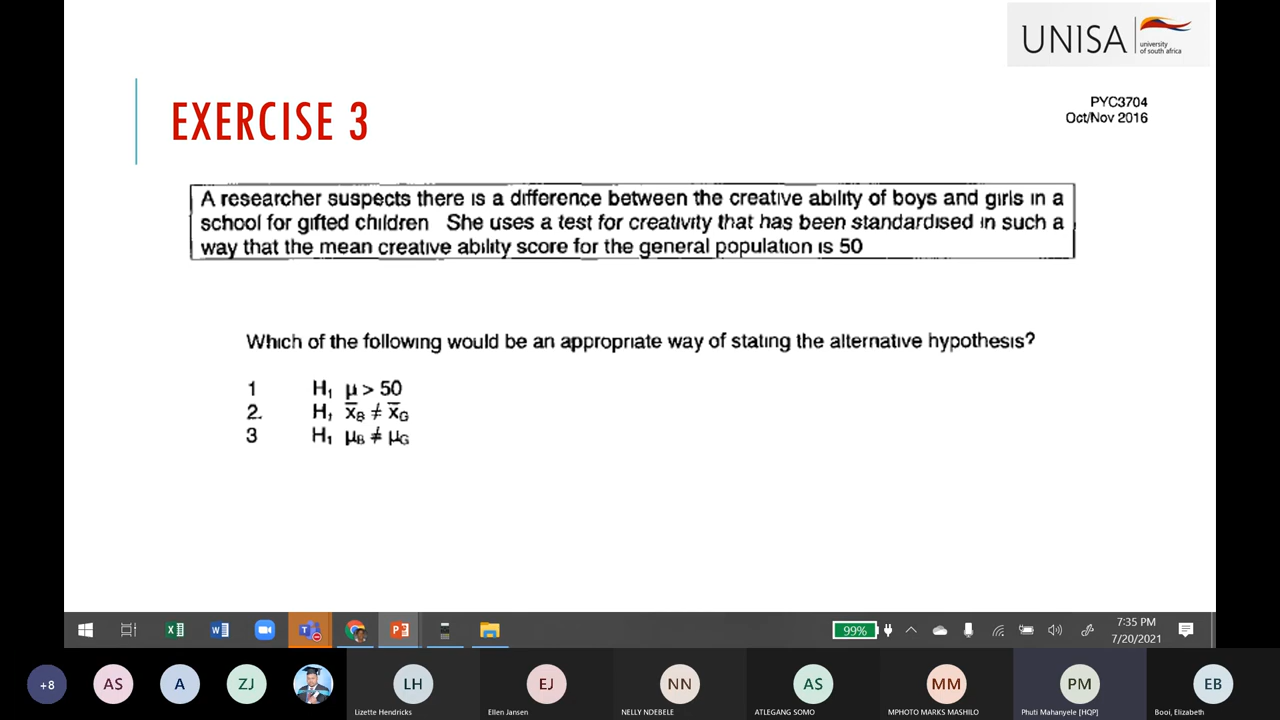 UNISA
university
of south africa
PYC3704
Oct/Nov 2016
EXERCISE 3
A researcher suspects there is a difference between the creative ability of boys and girls in a
school for gifted children She uses a test for creativity that has been standardised in such a
way that the mean creative ability score for the general population is 50
Which of the following would be an appropriate way of stating the alternative hypothesis?
1 H₁ μ > 50
2. H₁ x̄B ≠ x̄G
3 H₁ μB ≠ μG
99%
7:35 PM
7/20/2021
+8
AS
A
ZJ
LH
EJ
NN
AS
MM
PM
EB
Lizette Hendricks
Ellen Jansen
NELLY NDEBELE
ATLEGANG SOMO
MPHOTO MARKS MASHILO
Phuti Mahanyele [HQP]
Booi, Elizabeth